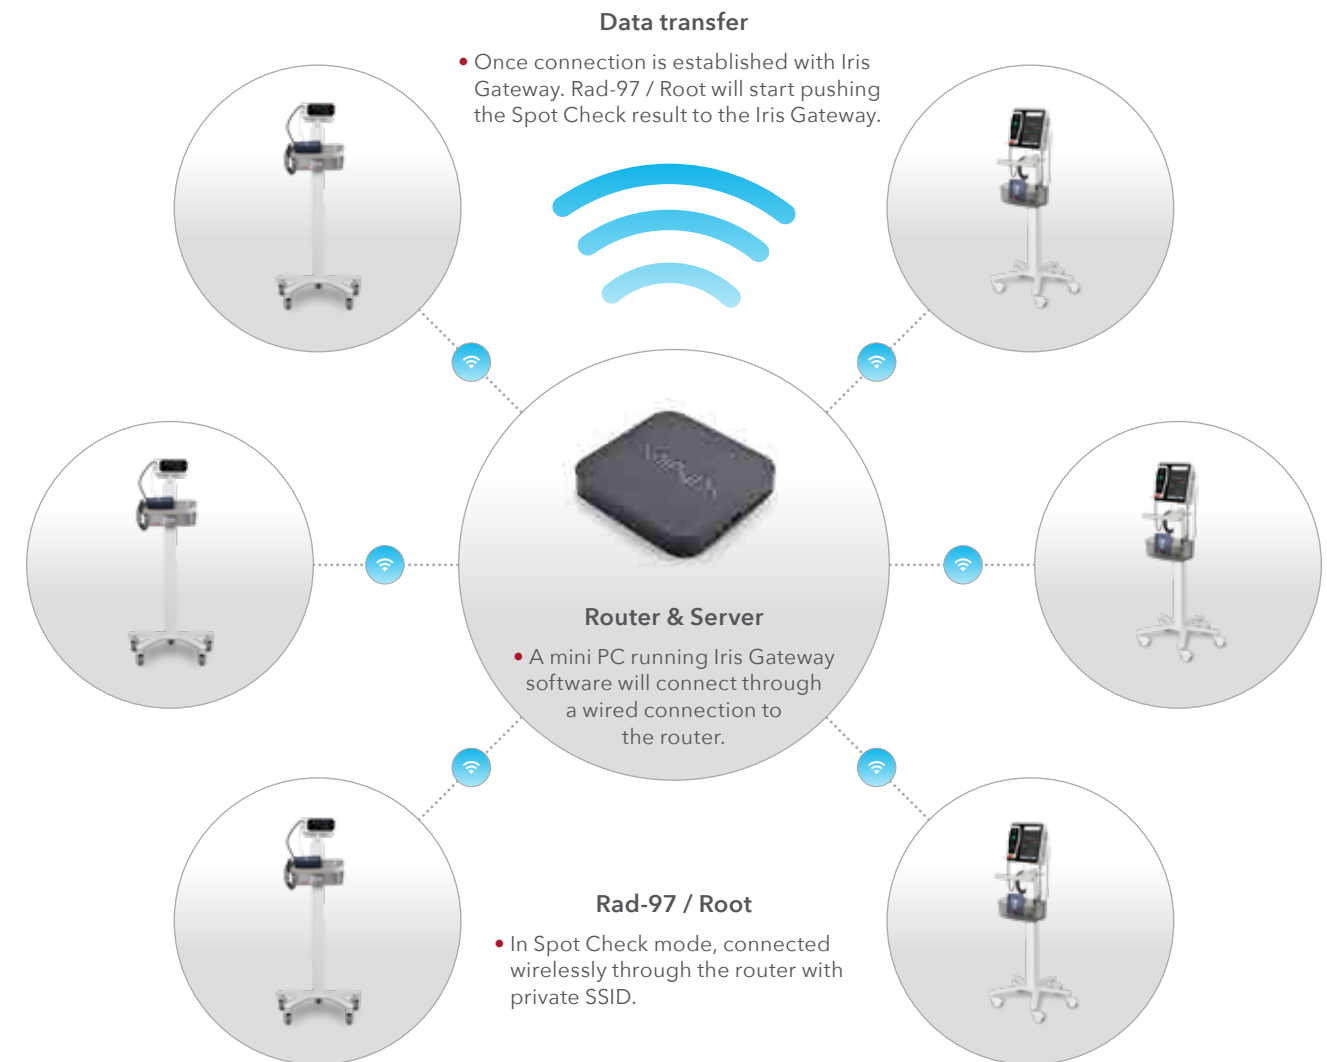 Data transfer
• Once connection is established with Iris
Gateway. Rad-97 / Root will start pushing
the Spot Check result to the Iris Gateway.
Router & Server
• A mini PC running Iris Gateway
software will connect through
a wired connection to
the router.
Rad-97 / Root
• In Spot Check mode, connected
wirelessly through the router with
private SSID.